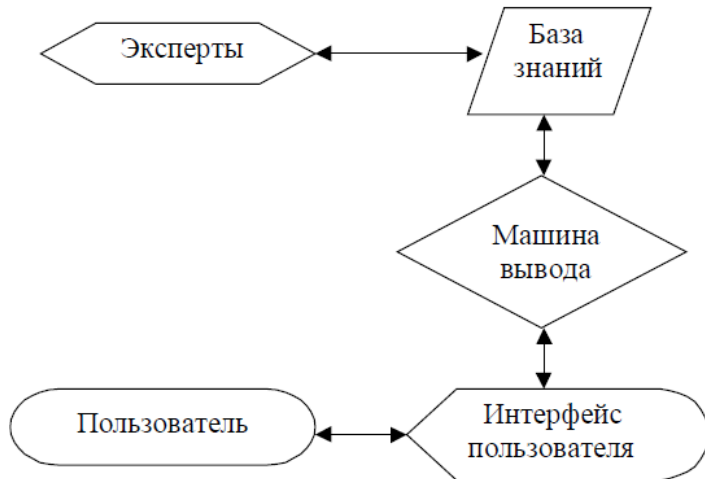 Эксперты
База
знаний
Машина
вывода
Пользователь
Интерфейс
пользователя